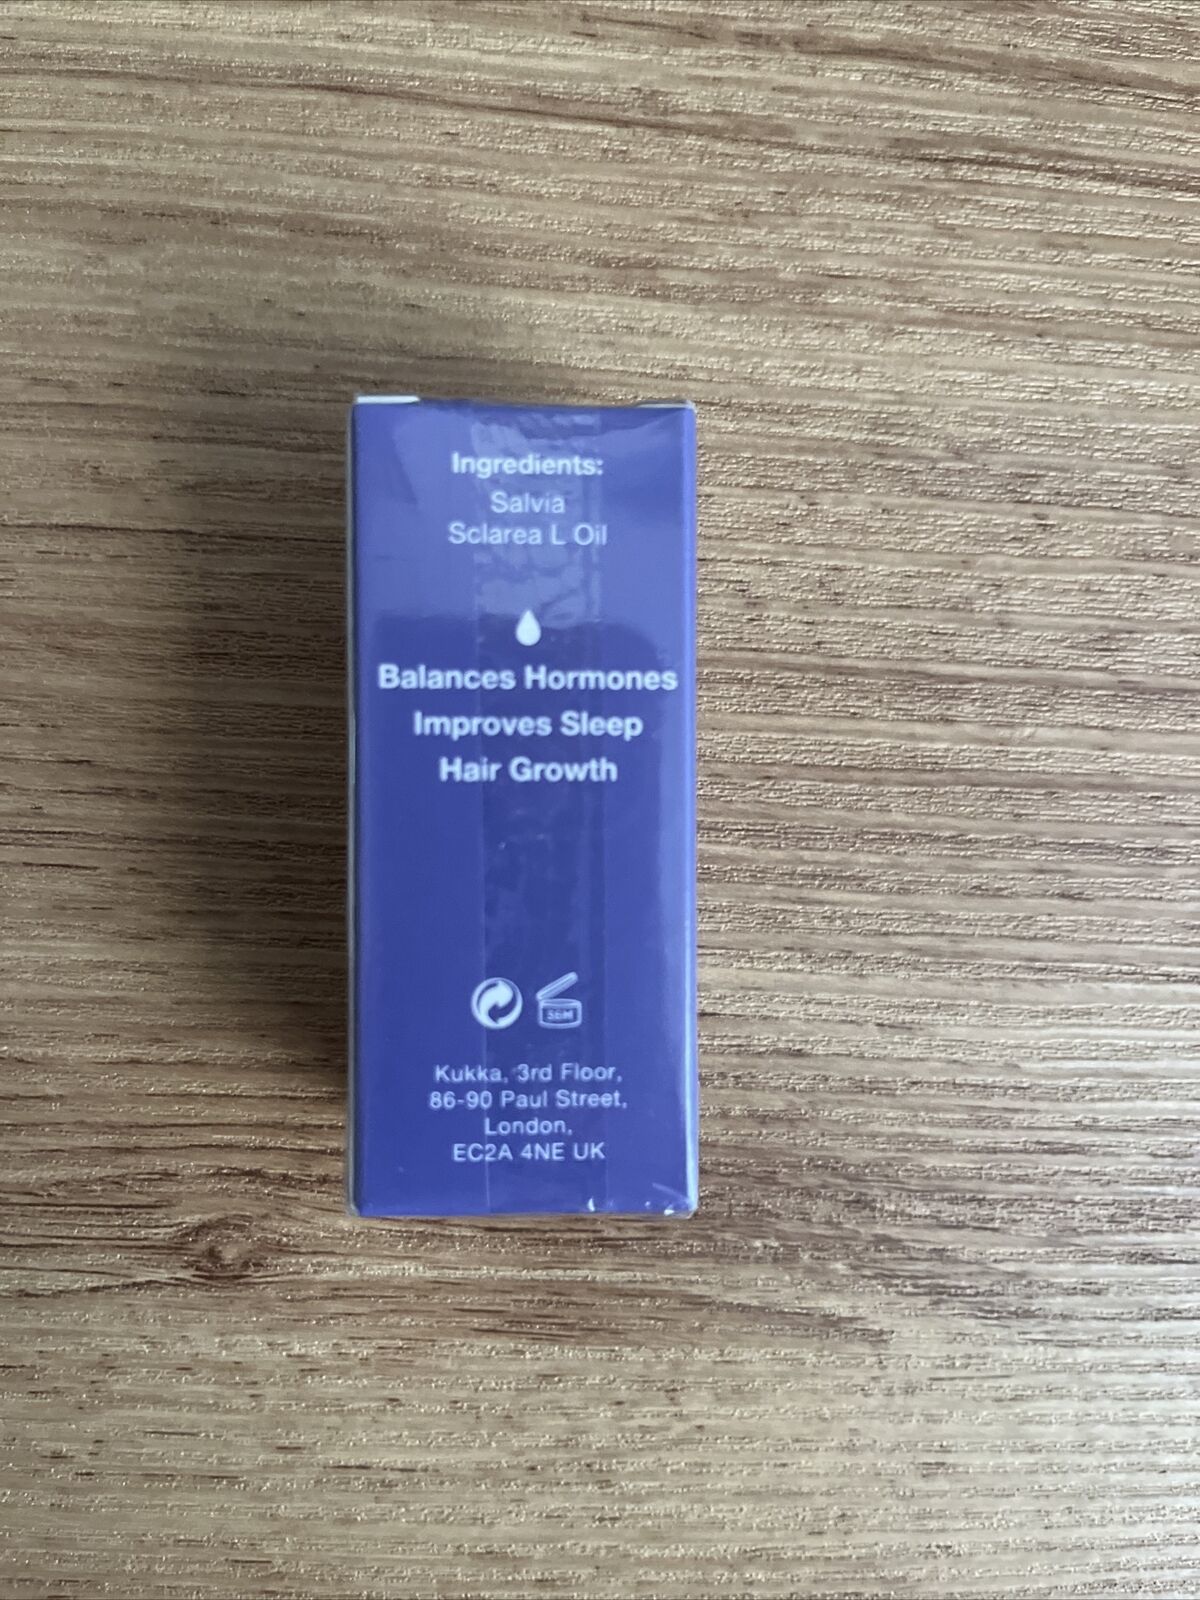 Ingredients:
Salvia
Sclarea L Oil
Balances Hormones
Improves Sleep
Hair Growth
Kukka, 3rd Floor,
86-90 Paul Street,
London,
EC2A 4NE UK